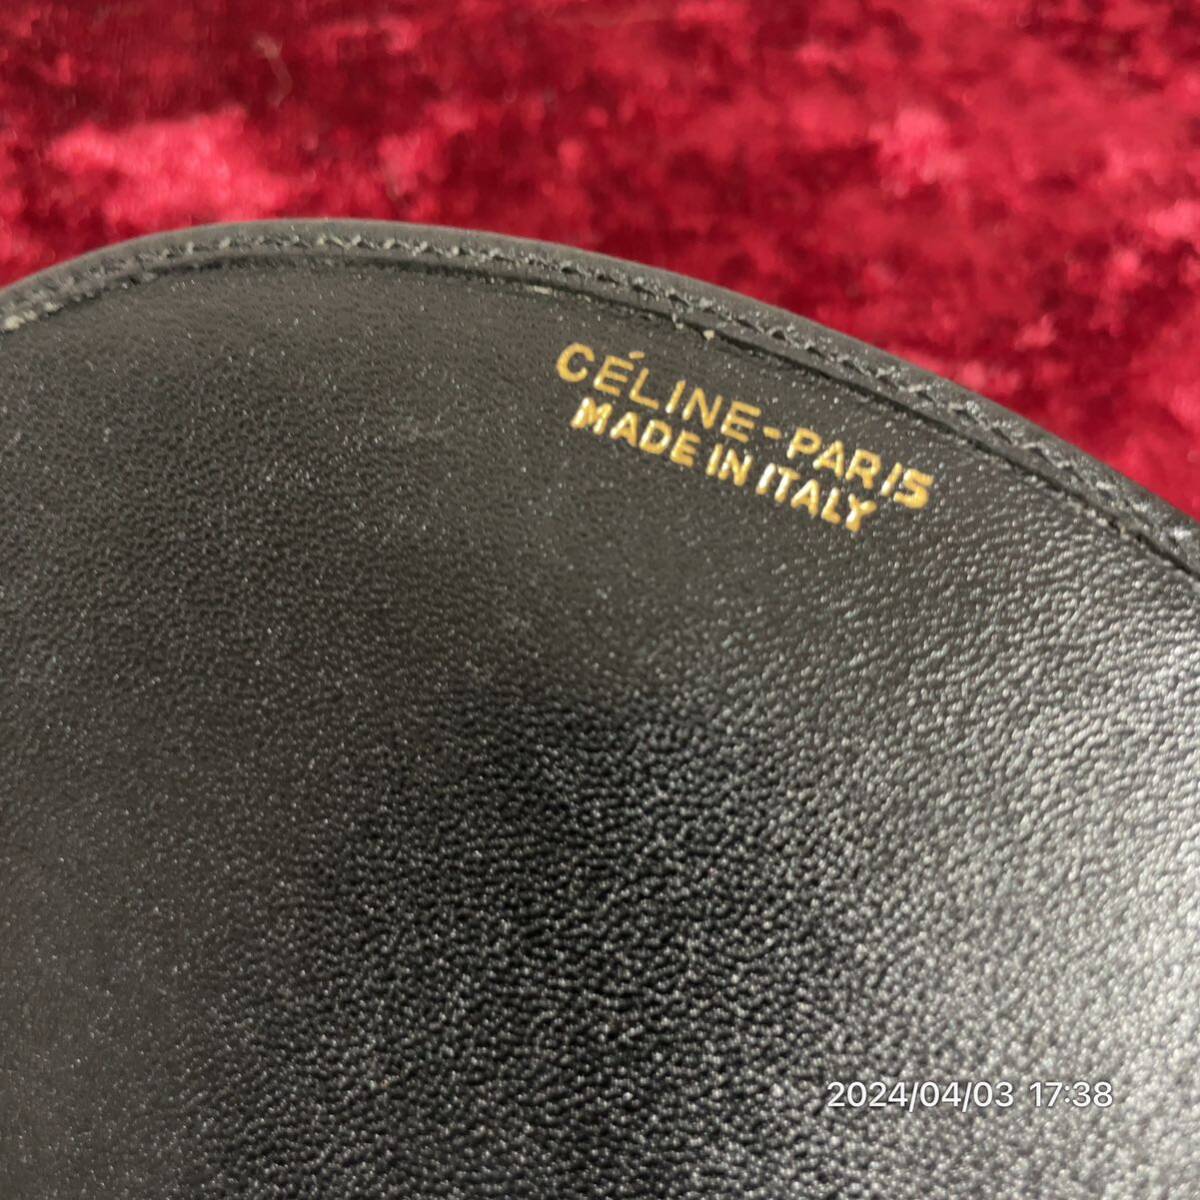 CÉLINE-PARIS
MADE IN ITALY
2024/04/03 17:38